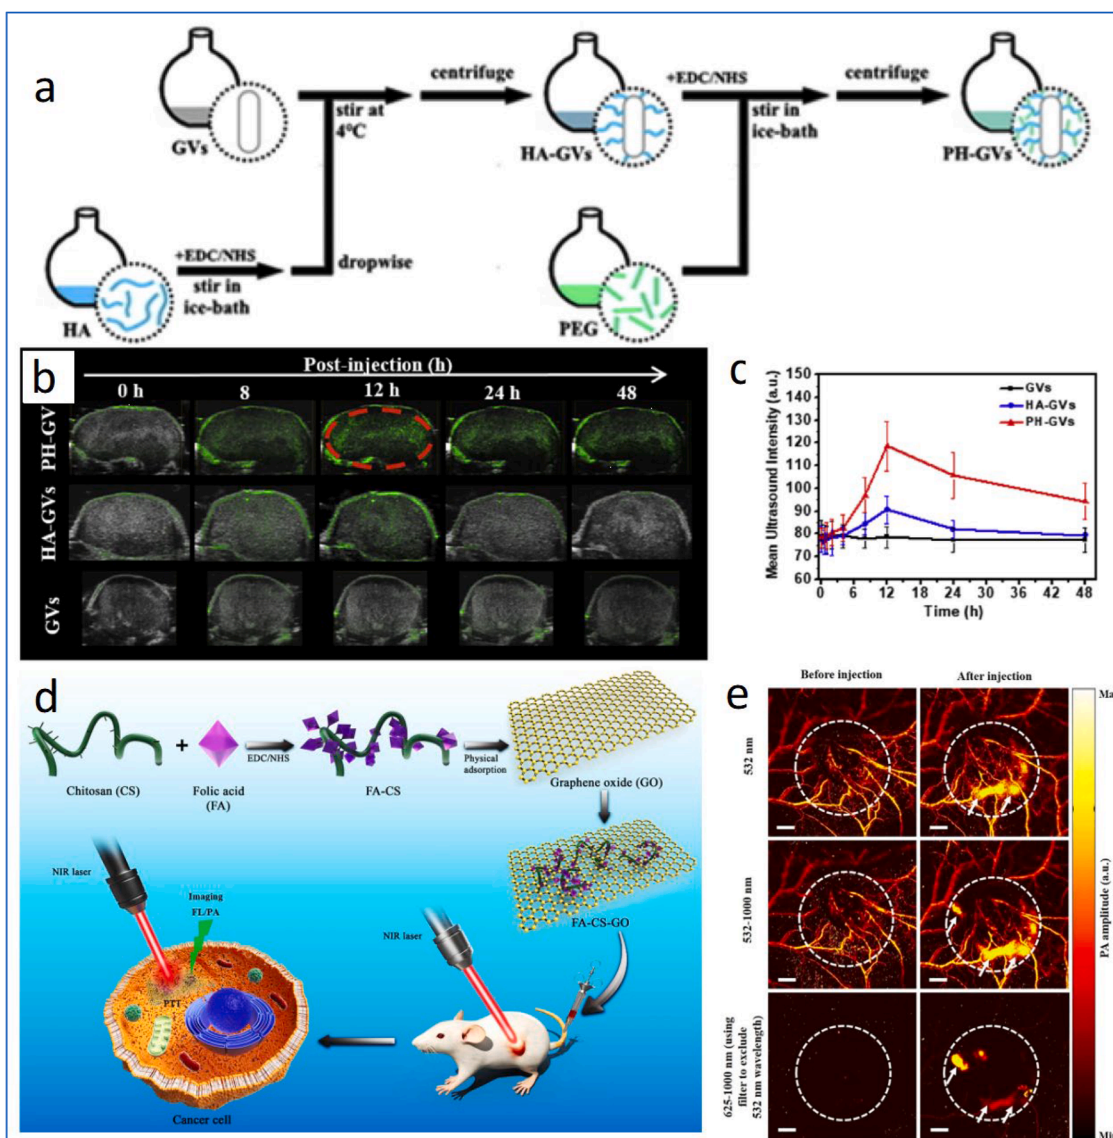 a
centrifuge
+EDC/NHS
centrifuge
stir at
4°C
stir in
ice-bath
GVs
HA-GVs
PH-GVs
+EDC/NHS
stir in
ice-bath
dropwise
HA
PEG
b
Post-injection (h)
0 h
8
12 h
24 h
48
PH-GV
HA-GVs
GVs
c
Mean Ultrasound Intensity (a.u.)
150
140
130
120
110
100
90
80
70
60
GVs
HA-GVs
PH-GVs
0
6
12
18
24
30
36
42
48
Time (h)
d
+
EDC/NHS
Physical
adsorption
Chitosan (CS)
Folic acid
(FA)
FA-CS
Graphene oxide (GO)
NIR laser
Imaging
FL/PA
FA-CS-GO
NIR laser
PTT
Cancer cell
e
Before injection
After injection
Ma
532 nm
532-1000 nm
625-1000 nm (using
filter to exclude
532 nm wavelength)
PA amplitude (a.u.)
Mi